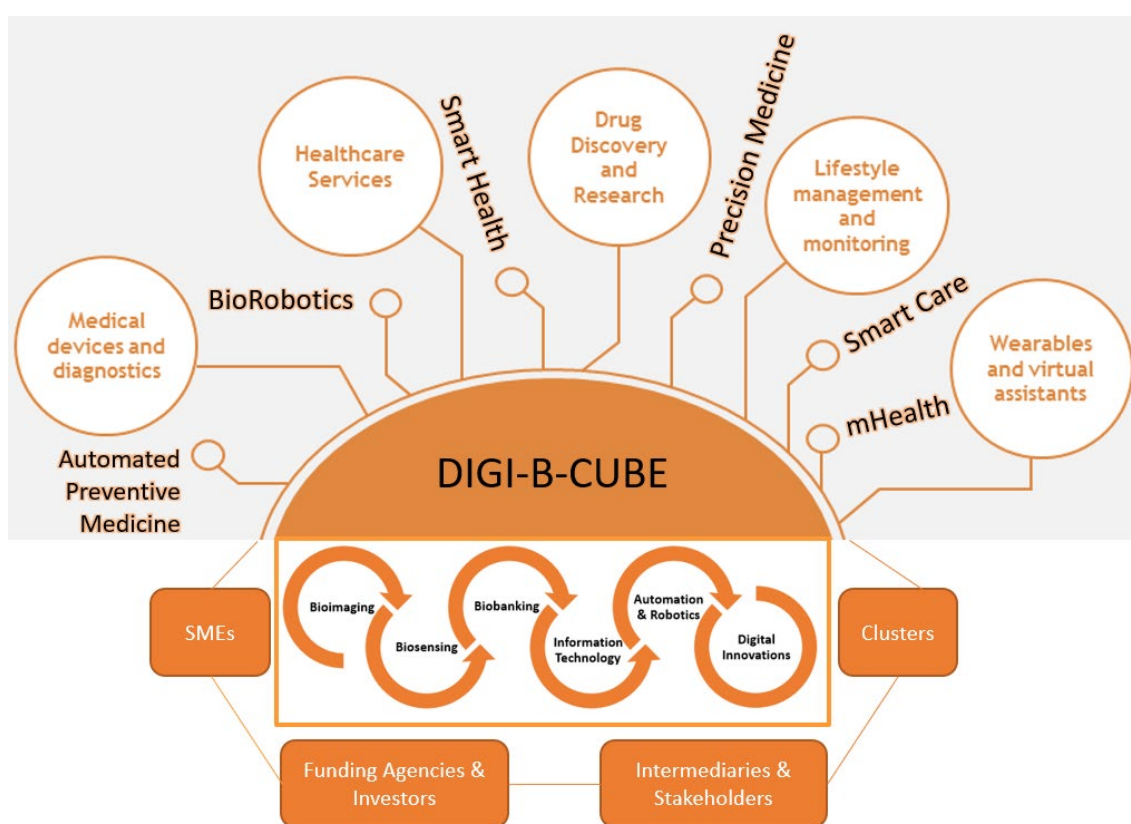 Healthcare
Services
Smart Health
Drug
Discovery
and
Research
Precision Medicine
Lifestyle
management
and
monitoring
Medical
devices and
diagnostics
BioRobotics
Smart Care
Wearables
and virtual
assistants
mHealth
Automated
Preventive
Medicine
DIGI-B-CUBE
SMEs
Bioimaging
Biosensing
Biobanking
Information
Technology
Automation
& Robotics
Digital
Innovations
Clusters
Funding Agencies &
Investors
Intermediaries &
Stakeholders